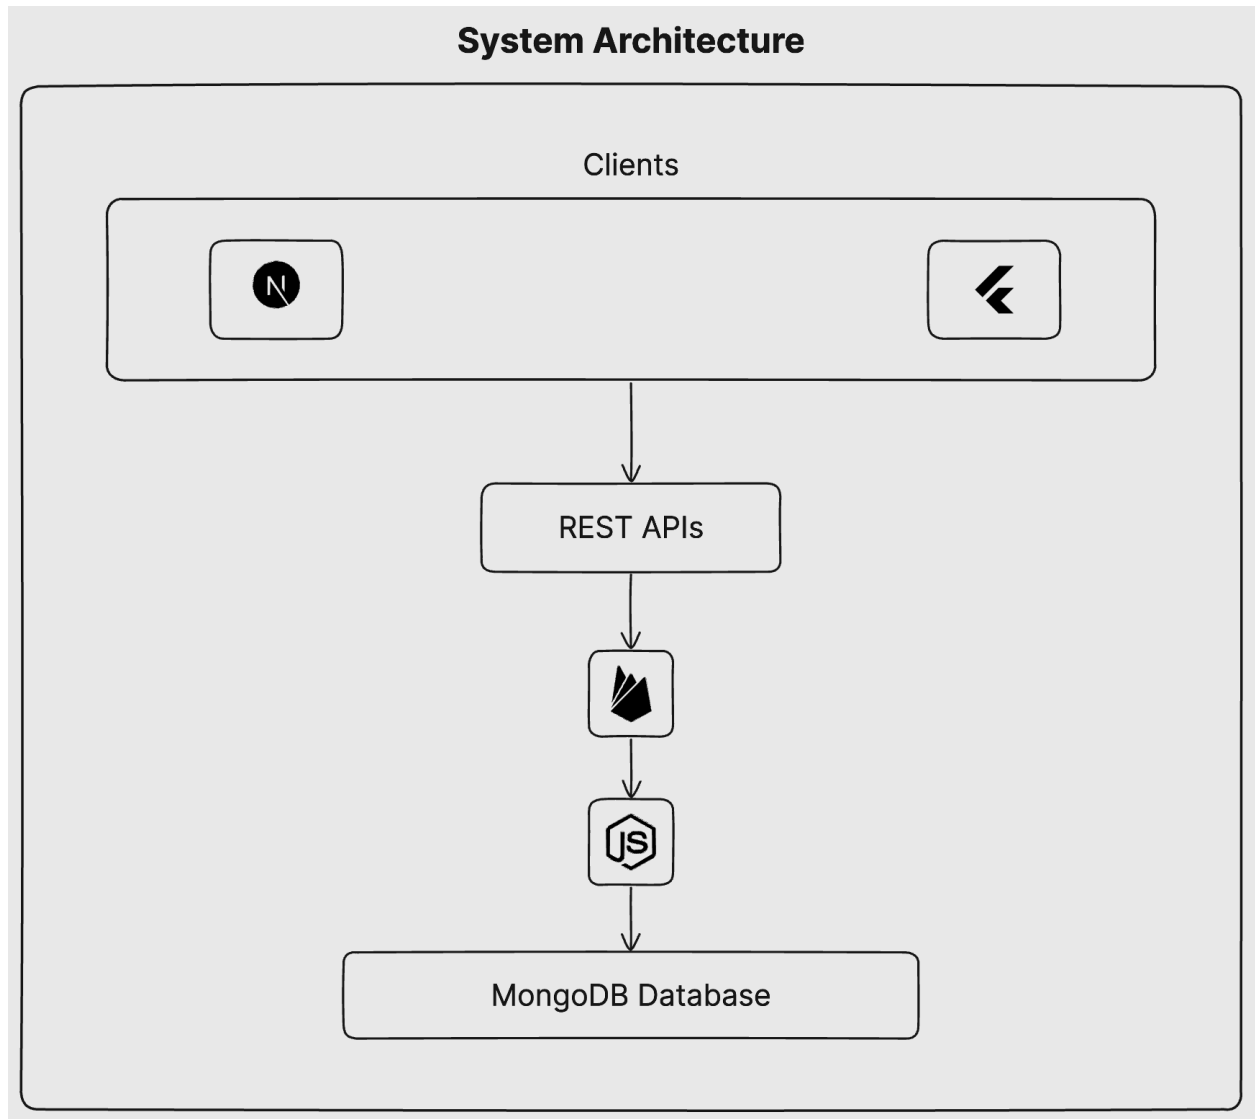 System Architecture
Clients
N
REST APIs
JS
MongoDB Database